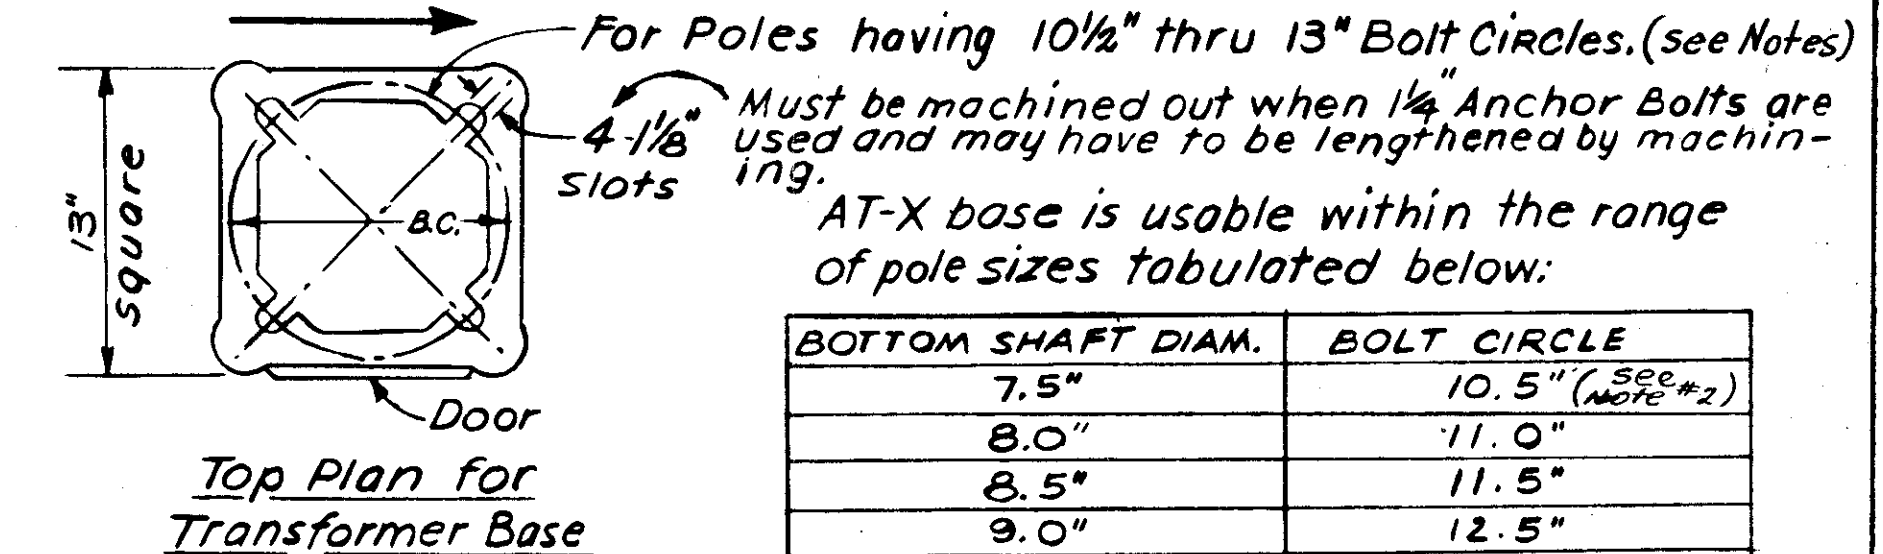 For Poles having 10½" thru 13" Bolt Circles. (see Notes)
4-1⅛" slots
Must be machined out when 1¼" Anchor Bolts are
used and may have to be lengthened by machin-
ing.
13" square
B.C.
Door
Top Plan for
Transformer Base
AT-X base is usable within the range
of pole sizes tabulated below:
BOTTOM SHAFT DIAM. BOLT CIRCLE
7.5" 10.5" (see Note #2)
8.0" 11.0"
8.5" 11.5"
9.0" 12.5"